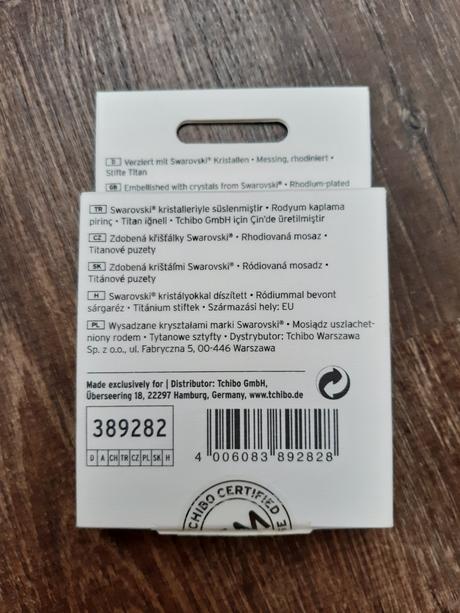 D Verziert mit Swarovski® Kristallen • Messing, rhodiniert •
Stifte Titan
GB Embellished with crystals from Swarovski® • Rhodium-plated
TR Swarovski® kristalleriyle süslenmiştir • Rodyum kaplama
pirinç • Titan iğneli • Tchibo GmbH için Çin'de üretilmiştir
CZ Zdobená křišťálky Swarovski® • Rhodiovaná mosaz •
Titanové puzety
SK Zdobená krištálmi Swarovski® • Ródiovaná mosadz •
Titánové puzety
H Swarovski® kristályokkal díszített • Ródiummal bevont
sárgaréz • Titánium stiftek • Származási hely: EU
PL Wysadzane kryształami marki Swarovski® • Mosiądz uszlachet-
niony rodem • Tytanowe sztyfty • Dystrybutor: Tchibo Warszawa
Sp. z o.o., ul. Fabryczna 5, 00-446 Warszawa
Made exclusively for | Distributor: Tchibo GmbH,
Überseering 18, 22297 Hamburg, Germany, www.tchibo.de
389282
D A CH TR CZ PL SK H
4 006083 892828
TCHIBO CERTIFIED